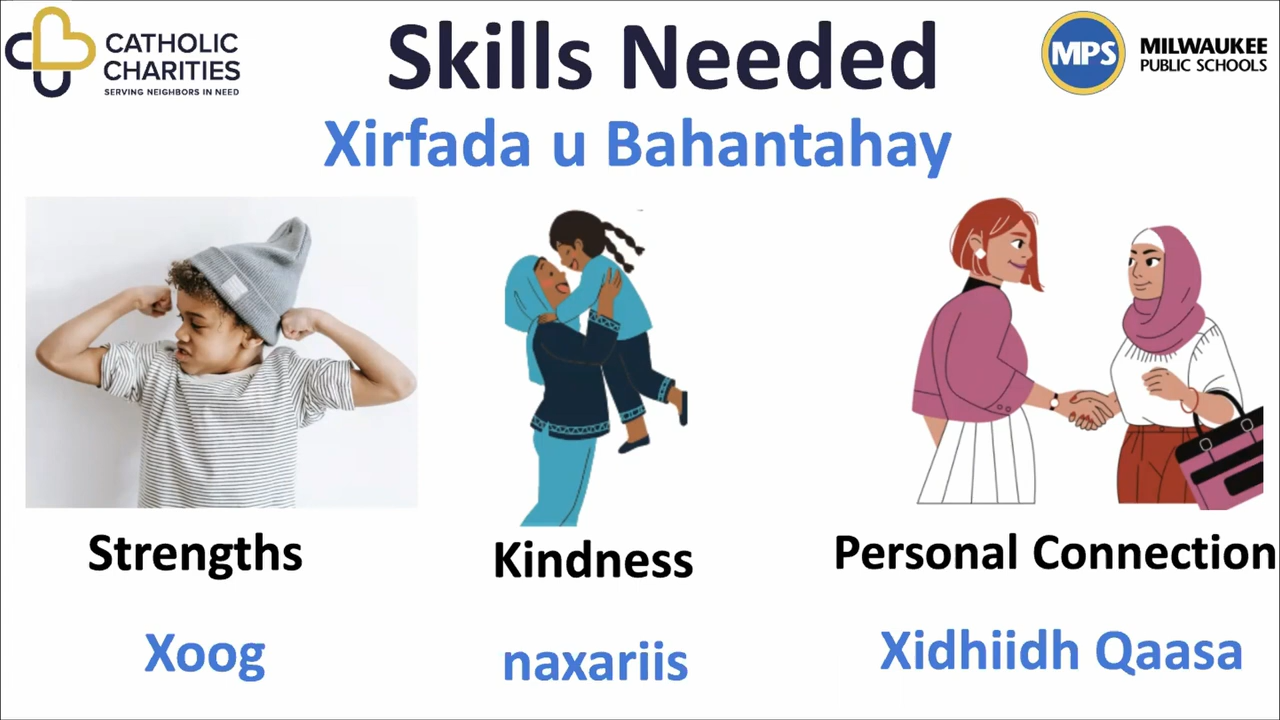 CATHOLIC
CHARITIES
SERVING NEIGHBORS IN NEED
Skills Needed
MPS
MILWAUKEE
PUBLIC SCHOOLS
Xirfada u Bahantahay
Strengths
Kindness
Personal Connection
Xoog
naxariis
Xidhiidh Qaasa